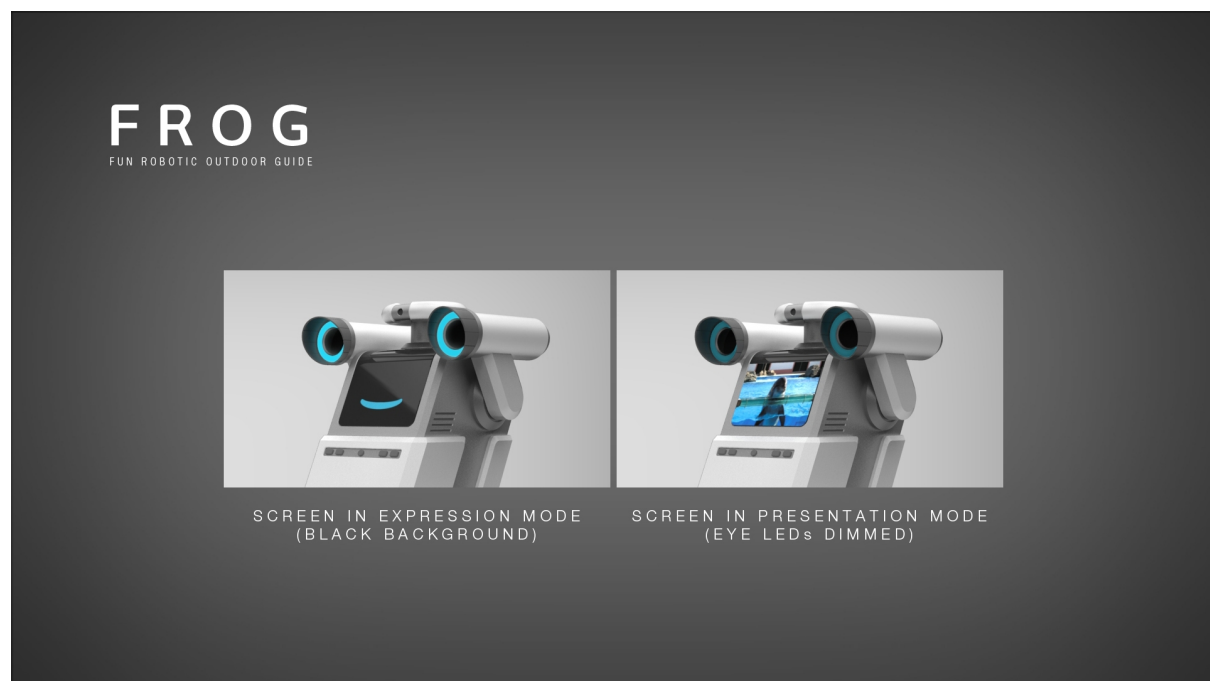 FROG
FUN ROBOTIC OUTDOOR GUIDE
SCREEN IN EXPRESSION MODE
(BLACK BACKGROUND)
SCREEN IN PRESENTATION MODE
(EYE LEDs DIMMED)